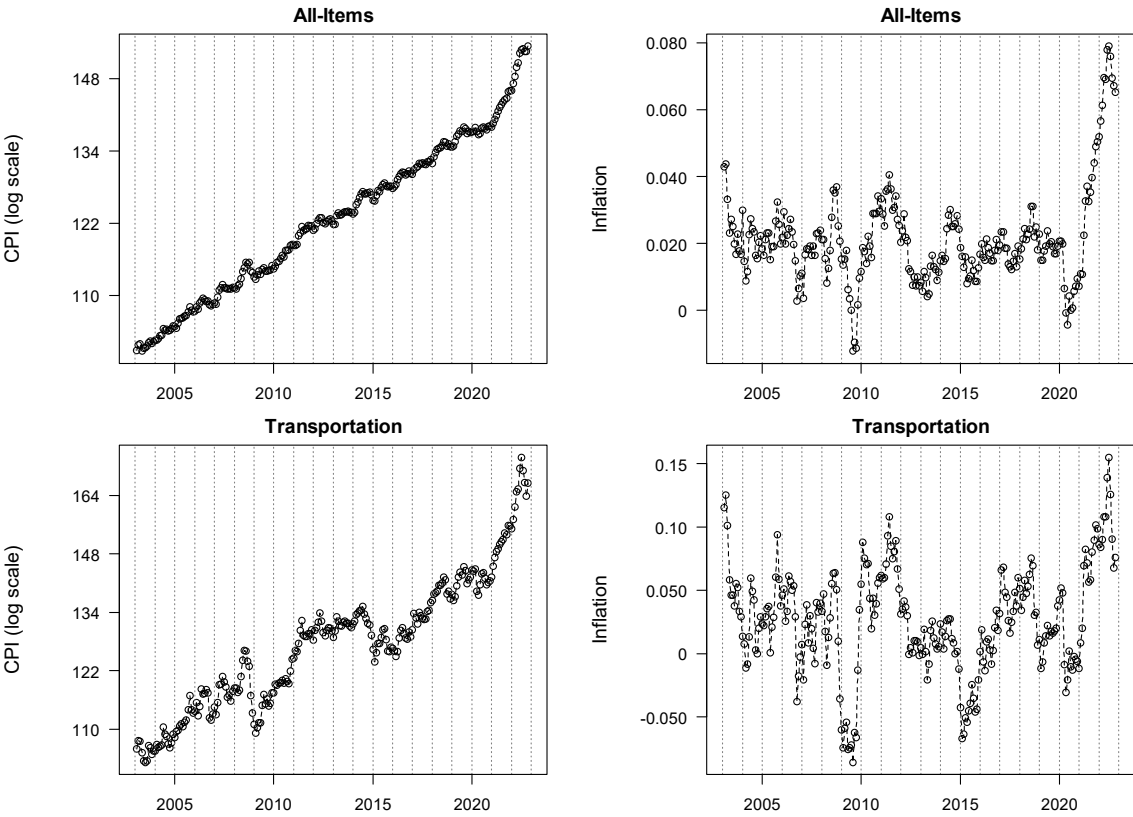 All-Items
CPI (log scale)
148
134
122
110
2005 2010 2015 2020
All-Items
Inflation
0.080
0.060
0.040
0.020
0
2005 2010 2015 2020
Transportation
CPI (log scale)
164
148
134
122
110
2005 2010 2015 2020
Transportation
Inflation
0.15
0.10
0.050
0
-0.050
2005 2010 2015 2020